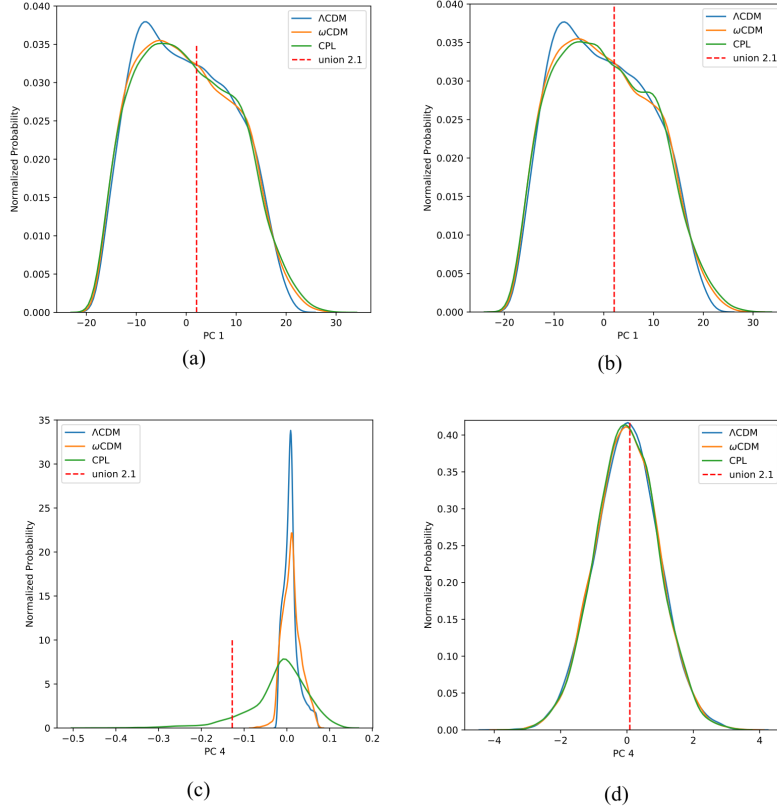 0.040
0.035
0.030
0.025
0.020
0.015
0.010
0.005
0.000
Normalized Probability
ΛCDM
ωCDM
CPL
union 2.1
−20 −10 0 10 20 30
PC 1
(a)
0.040
0.035
0.030
0.025
0.020
0.015
0.010
0.005
0.000
Normalized Probability
ΛCDM
ωCDM
CPL
union 2.1
−20 −10 0 10 20 30
PC 1
(b)
35
30
25
20
15
10
5
0
Normalized Probability
ΛCDM
ωCDM
CPL
union 2.1
−0.5 −0.4 −0.3 −0.2 −0.1 0.0 0.1 0.2
PC 4
(c)
0.40
0.35
0.30
0.25
0.20
0.15
0.10
0.05
0.00
Normalized Probability
ΛCDM
ωCDM
CPL
union 2.1
−4 −2 0 2 4
PC 4
(d)